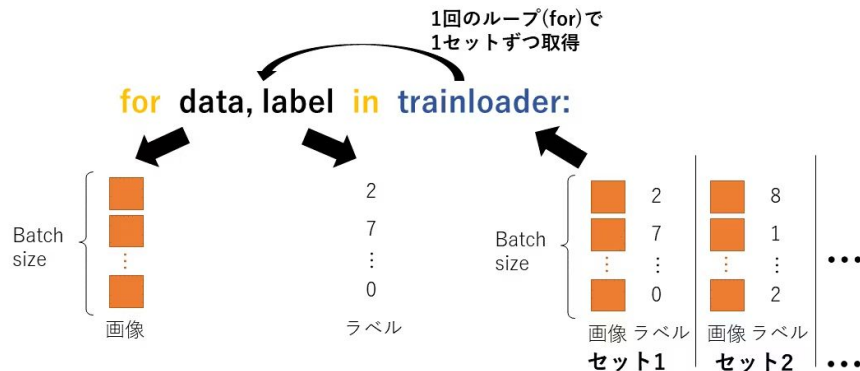 1回のループ(for)で
1セットずつ取得
for data, label in trainloader:
Batch
size
2
7
⋮
0
画像
ラベル
Batch
size
2
7
⋮
0
画像 ラベル
セット1
8
1
⋮
2
画像 ラベル
セット2
...
...